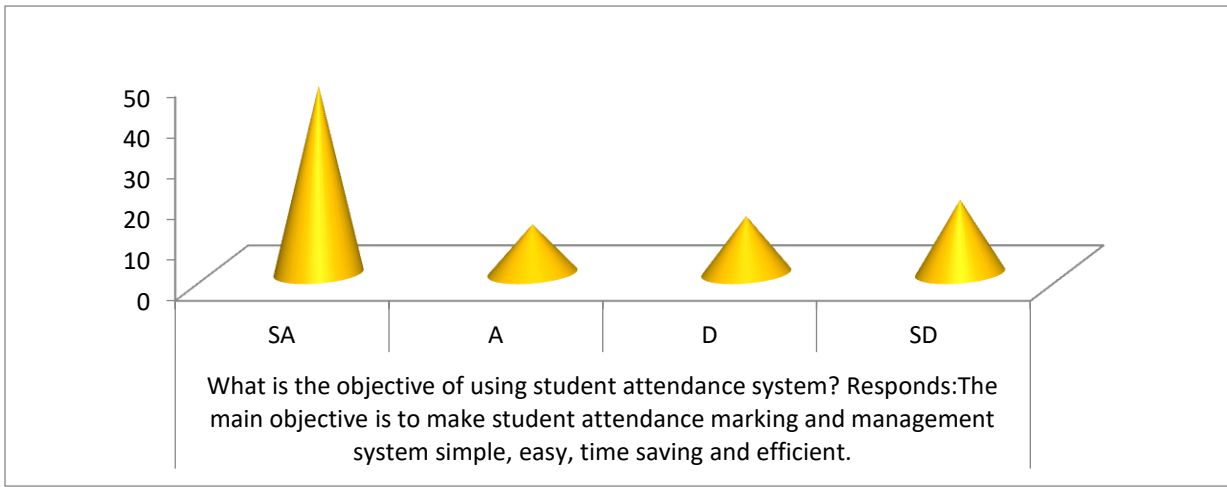 50
40
30
20
10
0
SA A D SD
What is the objective of using student attendance system? Responds:The
main objective is to make student attendance marking and management
system simple, easy, time saving and efficient.